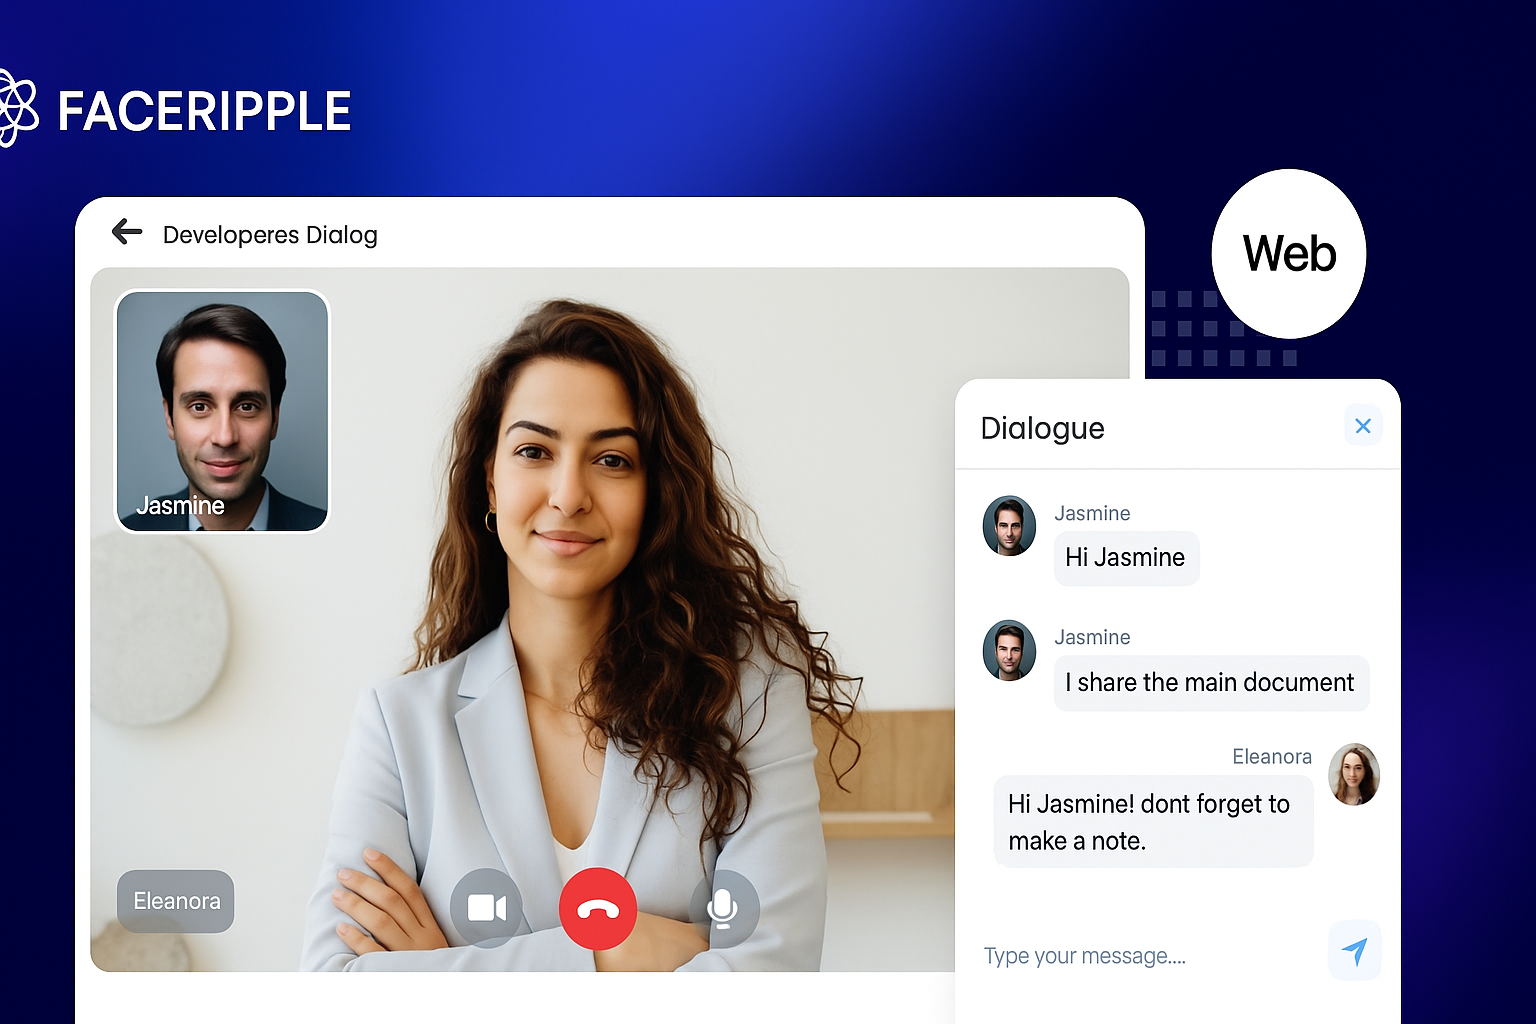 FACERIPPLE
Developeres Dialog
Web
Jasmine
Eleanora
Dialogue
Jasmine
Hi Jasmine
Jasmine
I share the main document
Eleanora
Hi Jasmine! dont forget to
make a note.
Type your message....